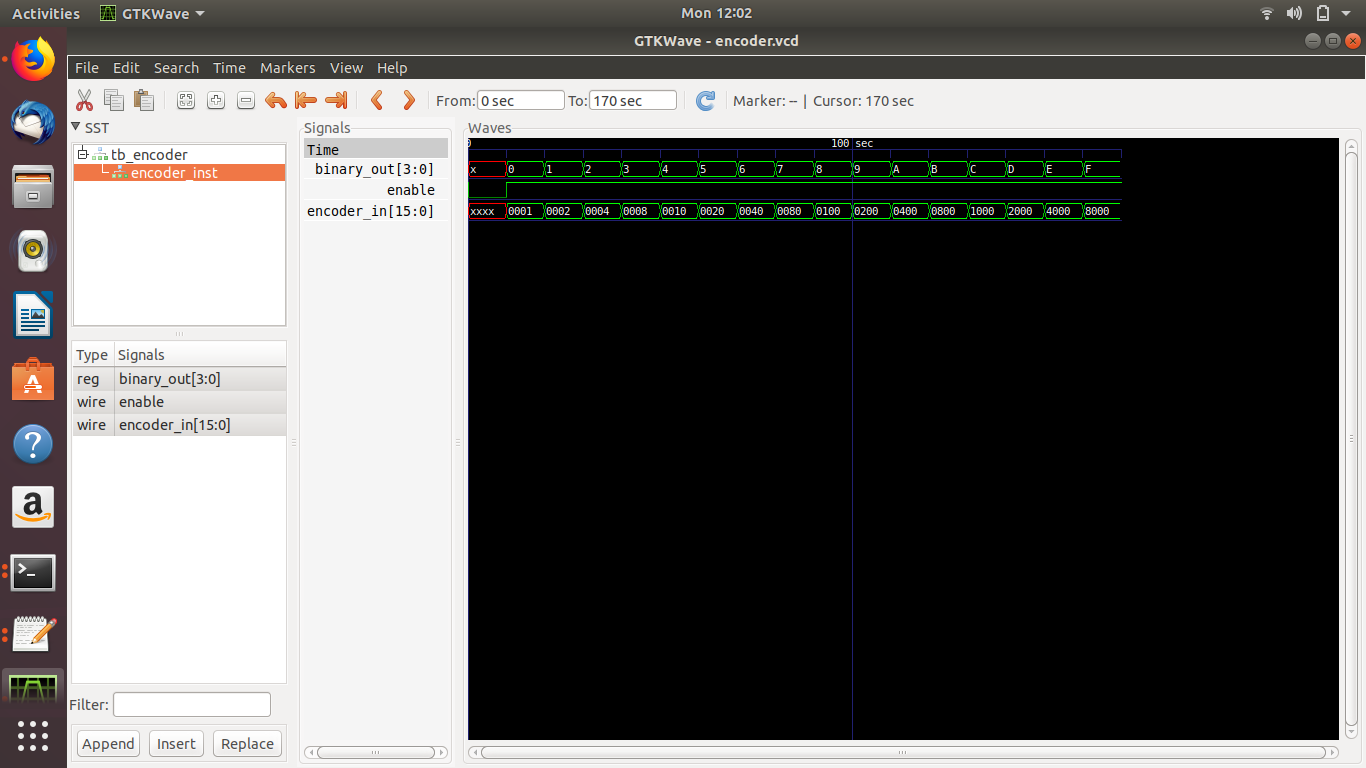 Activities GTKWave Mon 12:02
GTKWave - encoder.vcd
File Edit Search Time Markers View Help
From: 0 sec To: 170 sec Marker: -- | Cursor: 170 sec
SST
tb_encoder
encoder_inst
Type Signals
reg binary_out[3:0]
wire enable
wire encoder_in[15:0]
Filter:
Append Insert Replace
Signals
Time
binary_out[3:0]
enable
encoder_in[15:0]
Waves
0 100 sec
x 0 1 2 3 4 5 6 7 8 9 A B C D E F
xxxx 0001 0002 0004 0008 0010 0020 0040 0080 0100 0200 0400 0800 1000 2000 4000 8000